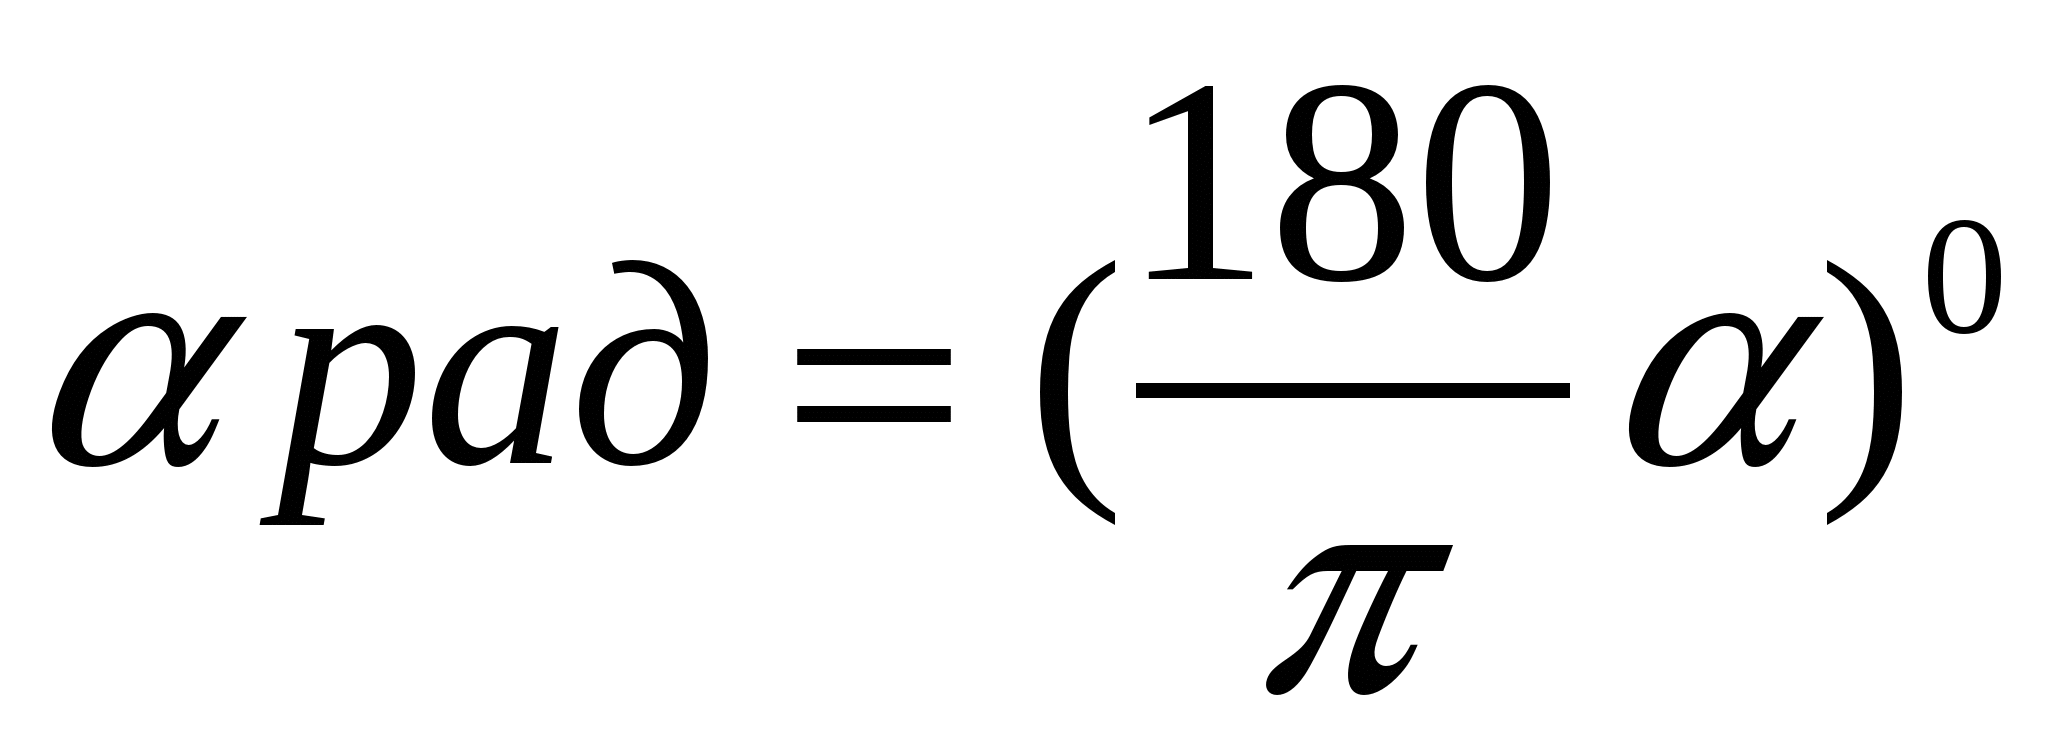 α рад = (180/π α)⁰